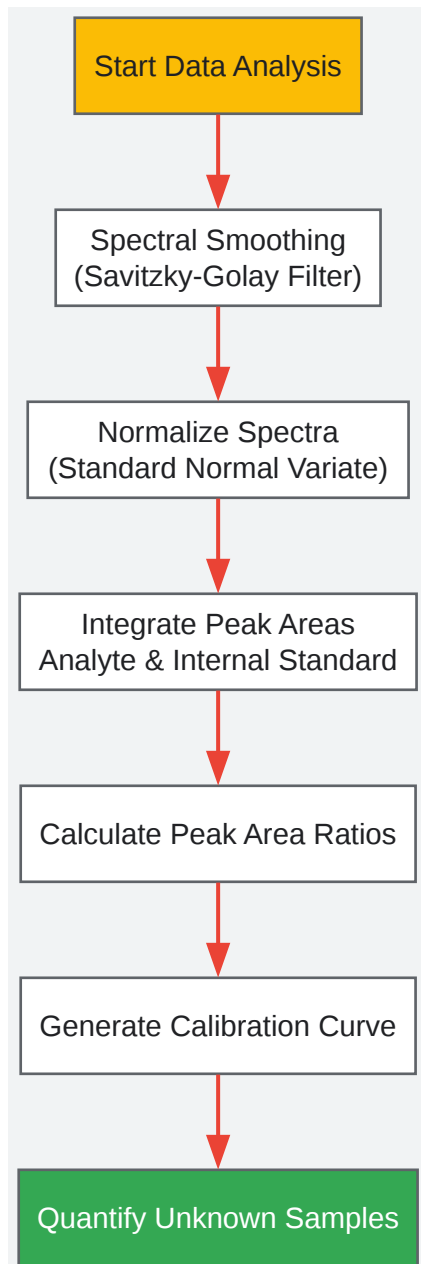 Start Data Analysis
Spectral Smoothing
(Savitzky-Golay Filter)
Normalize Spectra
(Standard Normal Variate)
Integrate Peak Areas
Analyte & Internal Standard
Calculate Peak Area Ratios
Generate Calibration Curve
Quantify Unknown Samples